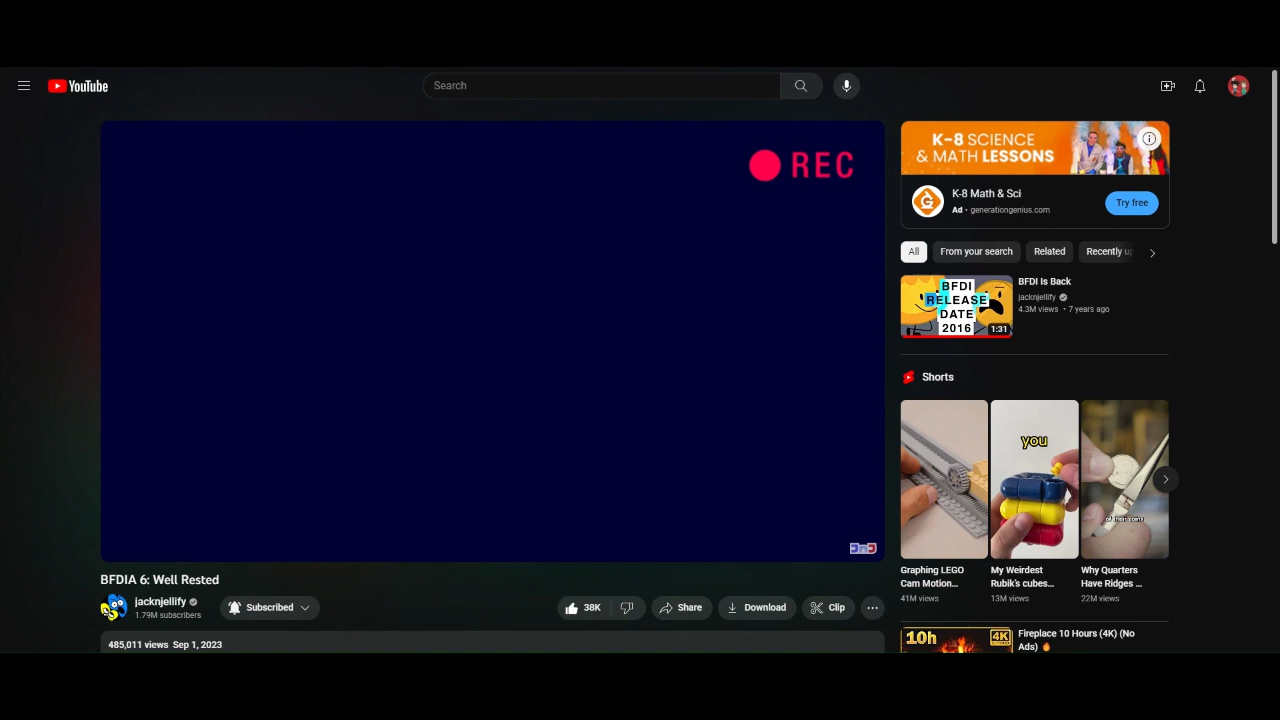 YouTube
Search
REC
K-8 SCIENCE
& MATH LESSONS
K-8 Math & Sci
Ad · generationgenius.com
Try free
All
From your search
Related
Recently u
BFDI
RELEASE
DATE
2016
1:31
BFDI Is Back
jacknjellify
4.3M views · 7 years ago
Shorts
you
of their coins
Graphing LEGO
Cam Motion...
41M views
My Weirdest
Rubik's cubes...
13M views
Why Quarters
Have Ridges ...
22M views
BFDIA 6: Well Rested
jacknjellify
1.79M subscribers
Subscribed
38K
Share
Download
Clip
485,011 views Sep 1, 2023
10h
4K
Fireplace 10 Hours (4K) (No
Ads)